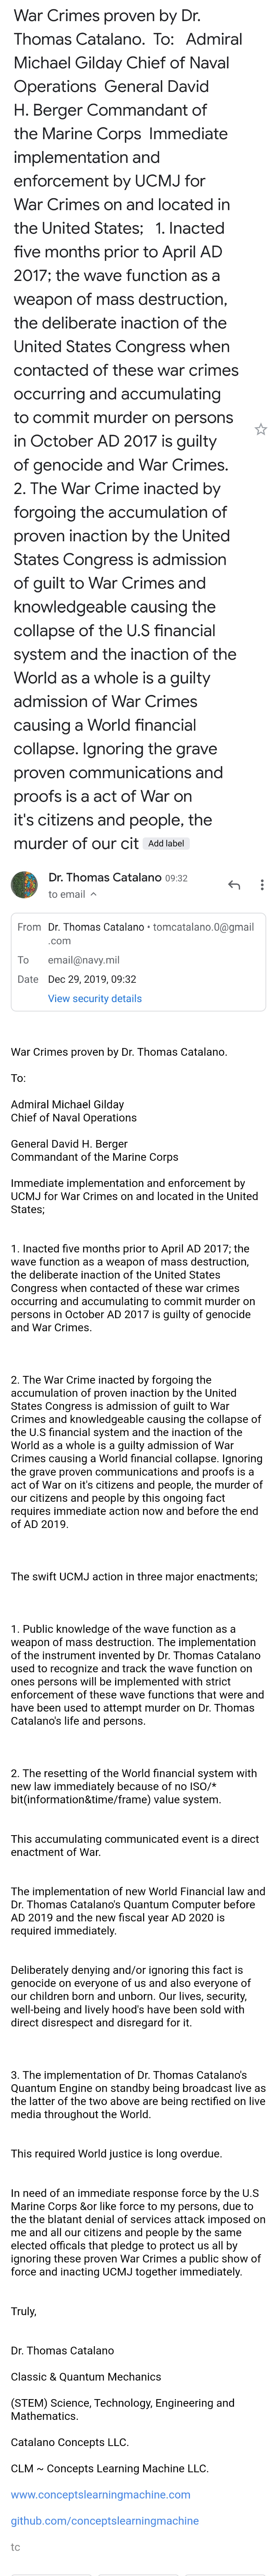 War Crimes proven by Dr.
Thomas Catalano.  To:   Admiral
Michael Gilday Chief of Naval
Operations  General David
H. Berger Commandant of
the Marine Corps  Immediate
implementation and
enforcement by UCMJ for
War Crimes on and located in
the United States;   1. Inacted
five months prior to April AD
2017; the wave function as a
weapon of mass destruction,
the deliberate inaction of the
United States Congress when
contacted of these war crimes
occurring and accumulating
to commit murder on persons
in October AD 2017 is guilty
of genocide and War Crimes.
2. The War Crime inacted by
forgoing the accumulation of
proven inaction by the United
States Congress is admission
of guilt to War Crimes and
knowledgeable causing the
collapse of the U.S financial
system and the inaction of the
World as a whole is a guilty
admission of War Crimes
causing a World financial
collapse. Ignoring the grave
proven communications and
proofs is a act of War on
it's citizens and people, the
murder of our cit Add label
Dr. Thomas Catalano 09:32
to email
From Dr. Thomas Catalano • tomcatalano.0@gmail
.com
To email@navy.mil
Date Dec 29, 2019, 09:32
View security details
War Crimes proven by Dr. Thomas Catalano.
To:
Admiral Michael Gilday
Chief of Naval Operations
General David H. Berger
Commandant of the Marine Corps
Immediate implementation and enforcement by
UCMJ for War Crimes on and located in the United
States;
1. Inacted five months prior to April AD 2017; the
wave function as a weapon of mass destruction,
the deliberate inaction of the United States
Congress when contacted of these war crimes
occurring and accumulating to commit murder on
persons in October AD 2017 is guilty of genocide
and War Crimes.
2. The War Crime inacted by forgoing the
accumulation of proven inaction by the United
States Congress is admission of guilt to War
Crimes and knowledgeable causing the collapse of
the U.S financial system and the inaction of the
World as a whole is a guilty admission of War
Crimes causing a World financial collapse. Ignoring
the grave proven communications and proofs is a
act of War on it's citizens and people, the murder of
our citizens and people by this ongoing fact
requires immediate action now and before the end
of AD 2019.
The swift UCMJ action in three major enactments;
1. Public knowledge of the wave function as a
weapon of mass destruction. The implementation
of the instrument invented by Dr. Thomas Catalano
used to recognize and track the wave function on
ones persons will be implemented with strict
enforcement of these wave functions that were and
have been used to attempt murder on Dr. Thomas
Catalano's life and persons.
2. The resetting of the World financial system with
new law immediately because of no ISO/*
bit(information&time/frame) value system.
This accumulating communicated event is a direct
enactment of War.
The implementation of new World Financial law and
Dr. Thomas Catalano's Quantum Computer before
AD 2019 and the new fiscal year AD 2020 is
required immediately.
Deliberately denying and/or ignoring this fact is
genocide on everyone of us and also everyone of
our children born and unborn. Our lives, security,
well-being and lively hood's have been sold with
direct disrespect and disregard for it.
3. The implementation of Dr. Thomas Catalano's
Quantum Engine on standby being broadcast live as
the latter of the two above are being rectified on live
media throughout the World.
This required World justice is long overdue.
In need of an immediate response force by the U.S
Marine Corps &or like force to my persons, due to
the the blatant denial of services attack imposed on
me and all our citizens and people by the same
elected officals that pledge to protect us all by
ignoring these proven War Crimes a public show of
force and inacting UCMJ together immediately.
Truly,
Dr. Thomas Catalano
Classic & Quantum Mechanics
(STEM) Science, Technology, Engineering and
Mathematics.
Catalano Concepts LLC.
CLM ~ Concepts Learning Machine LLC.
www.conceptslearningmachine.com
github.com/conceptslearningmachine
tc